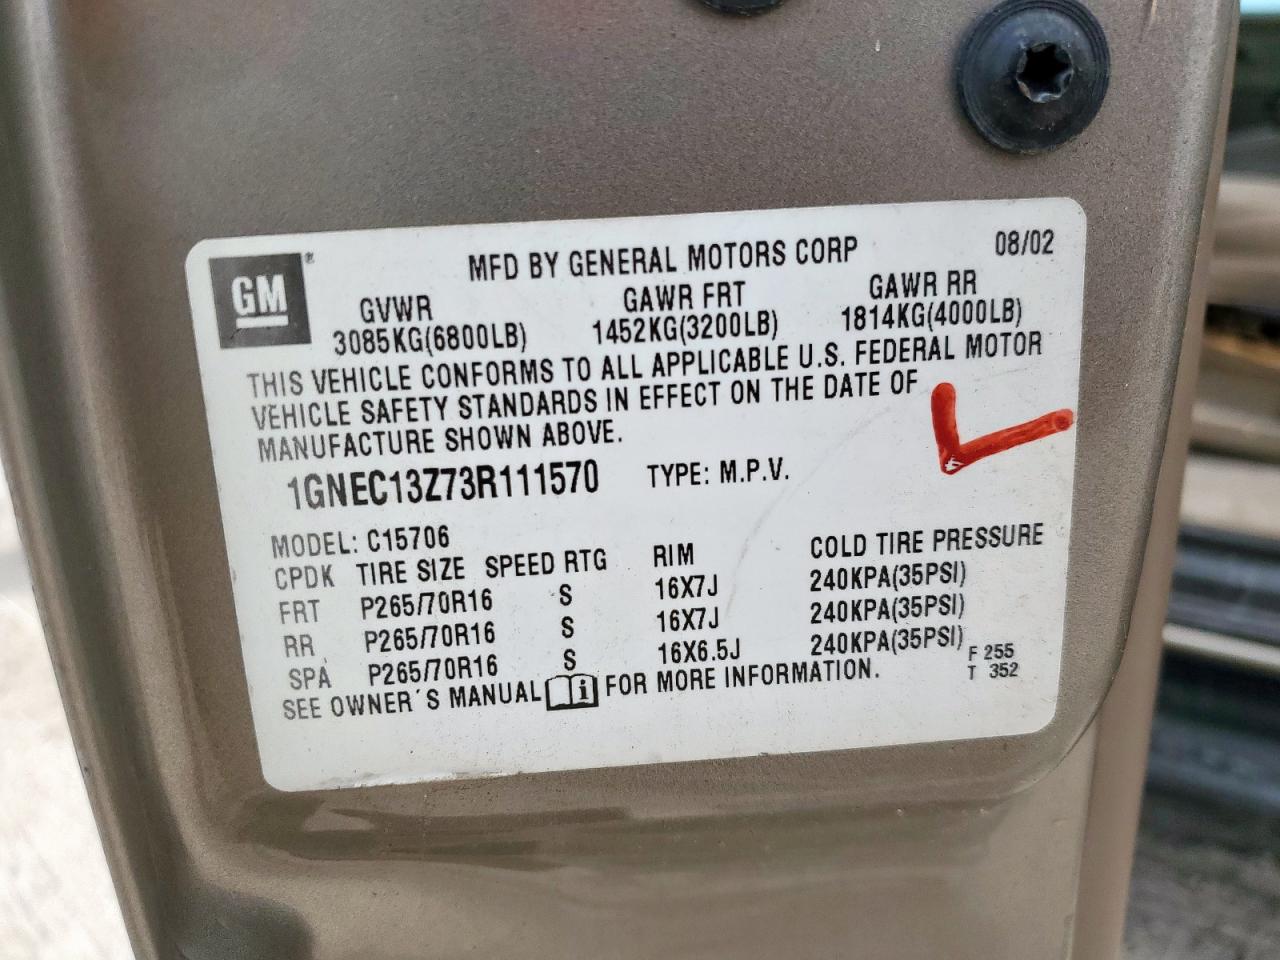 GM®
MFD BY GENERAL MOTORS CORP 08/02
GVWR GAWR FRT GAWR RR
3085KG(6800LB) 1452KG(3200LB) 1814KG(4000LB)
THIS VEHICLE CONFORMS TO ALL APPLICABLE U.S. FEDERAL MOTOR
VEHICLE SAFETY STANDARDS IN EFFECT ON THE DATE OF
MANUFACTURE SHOWN ABOVE.
1GNEC13Z73R111570 TYPE: M.P.V.
MODEL: C15706
CPDK TIRE SIZE SPEED RTG RIM COLD TIRE PRESSURE
FRT P265/70R16 S 16X7J 240KPA(35PSI)
RR P265/70R16 S 16X7J 240KPA(35PSI)
SPA P265/70R16 S 16X6.5J 240KPA(35PSI)
SEE OWNER´S MANUAL i FOR MORE INFORMATION.
F 255
T 352